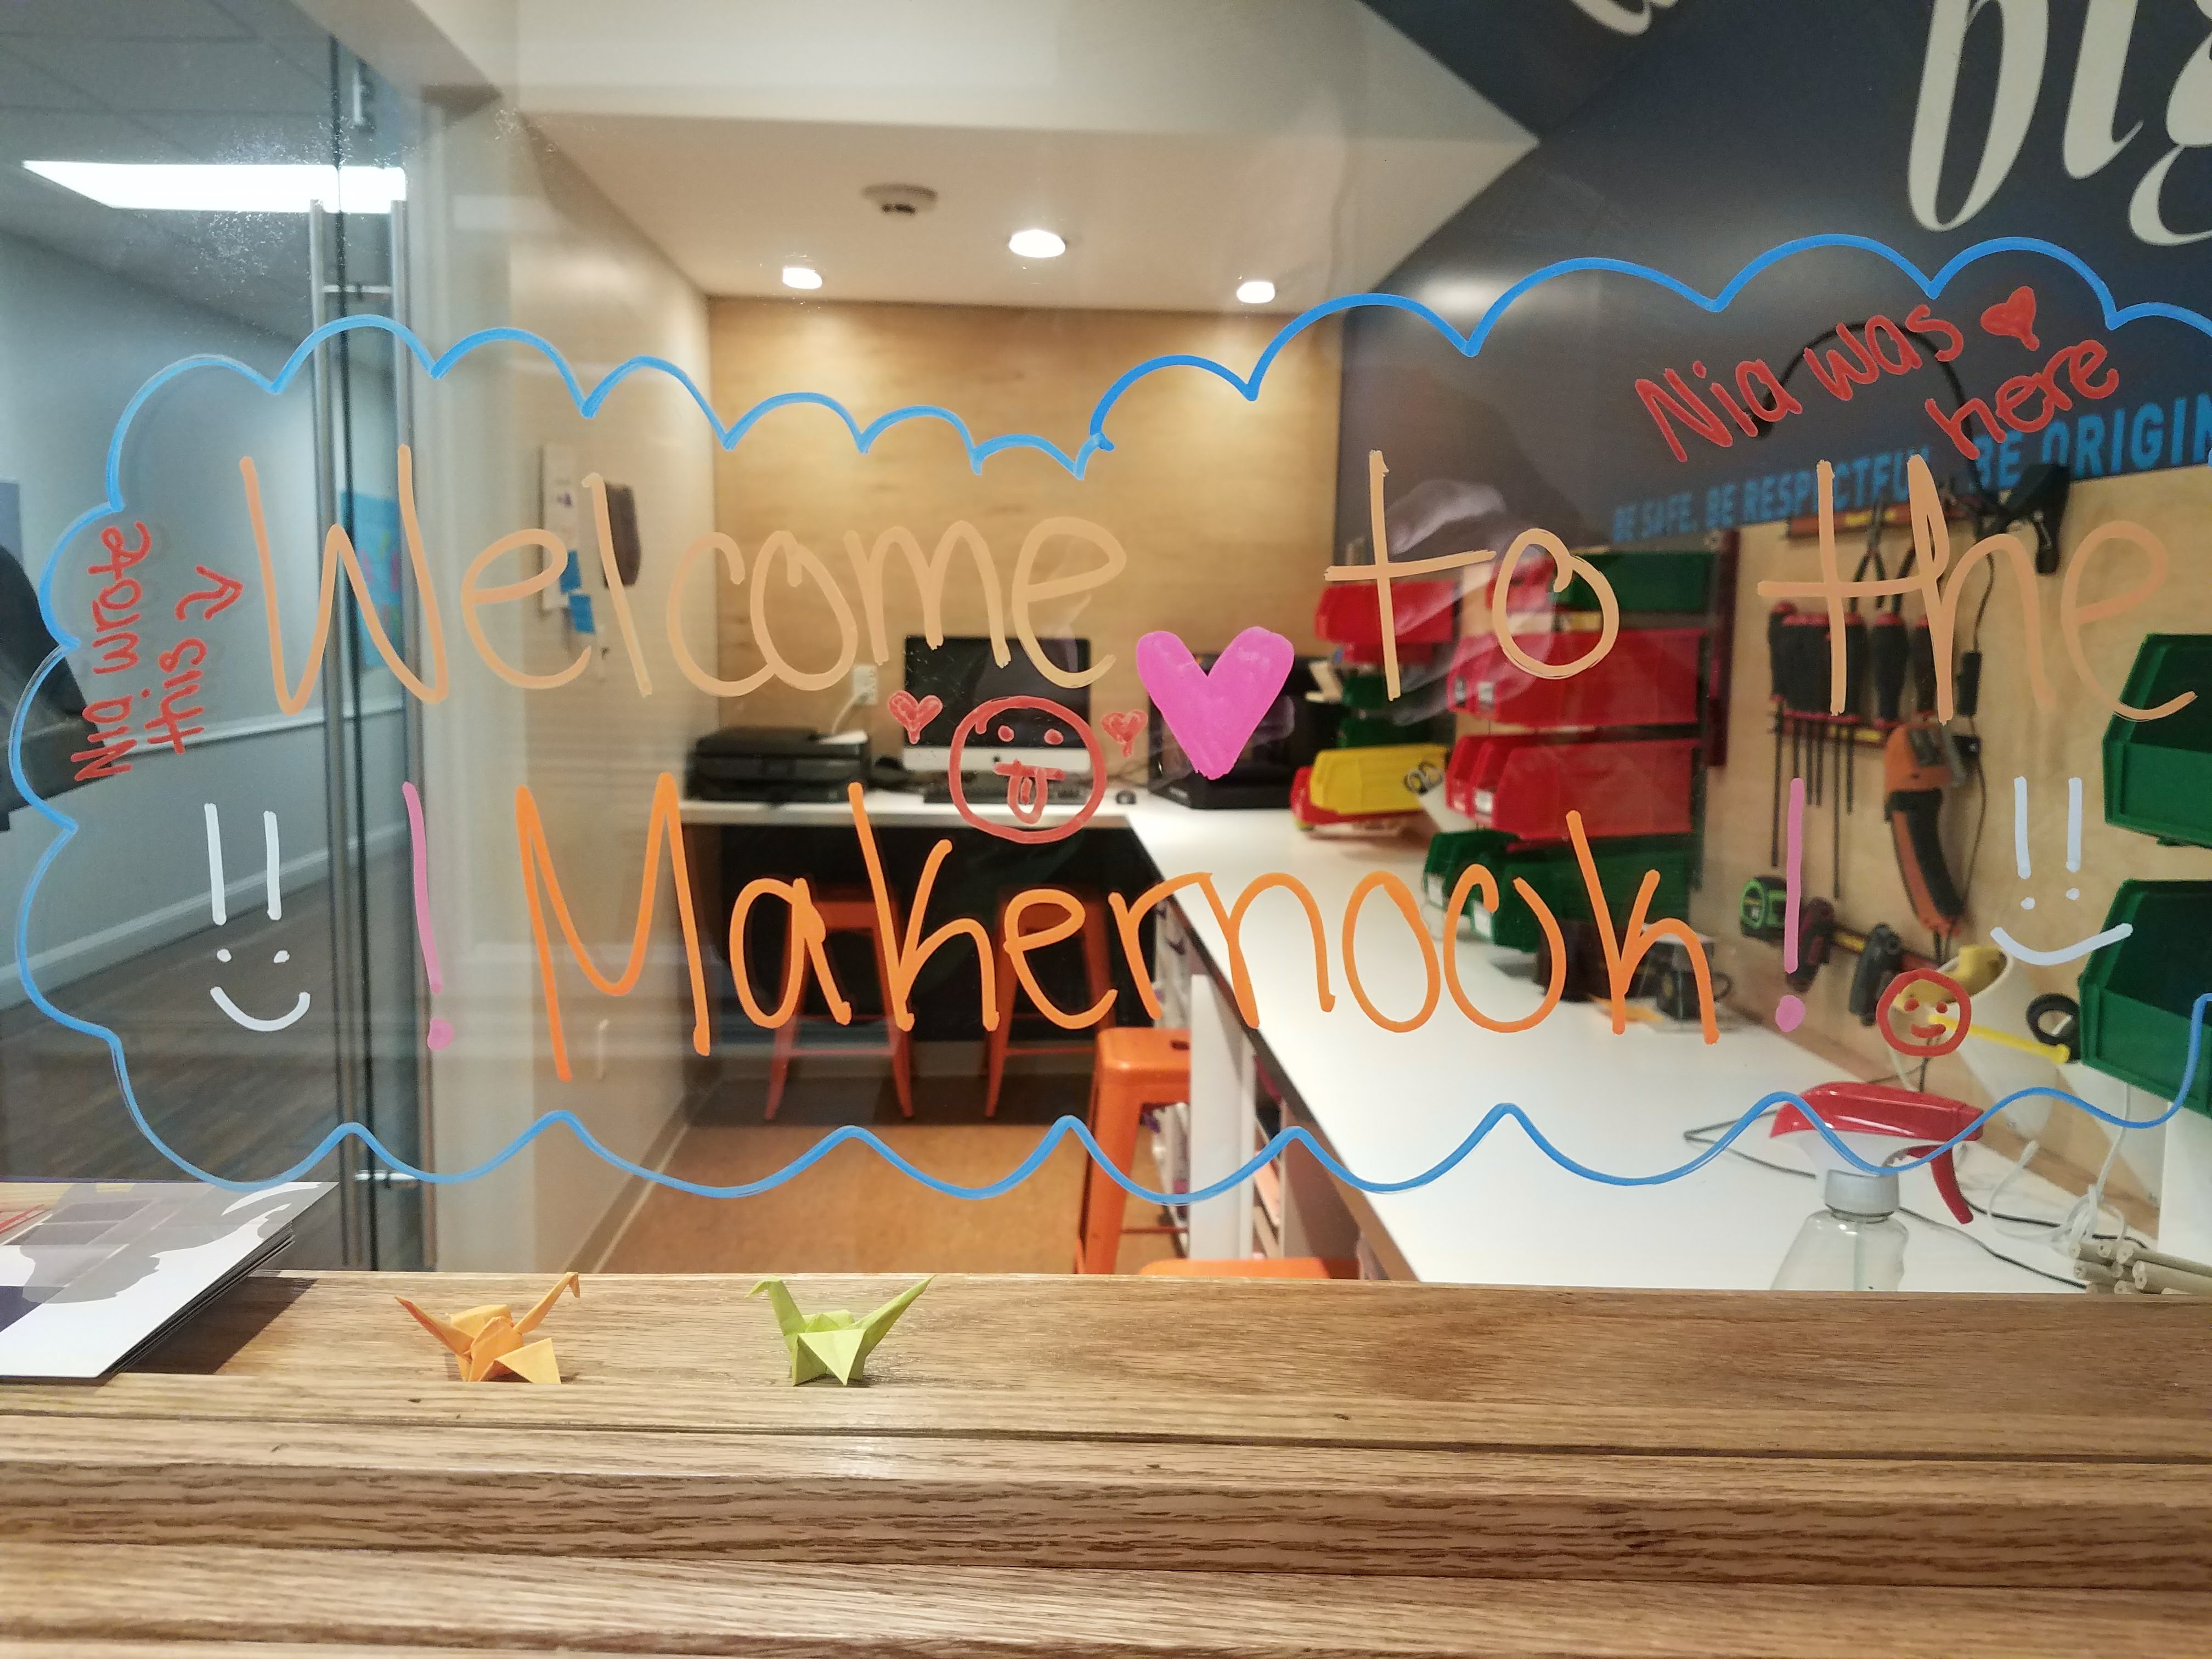 big
Nia was
here
BE SAFE. BE RESPECTFUL. BE ORIGIN
Welcome to the
Nia wrote
this
! Makernook!